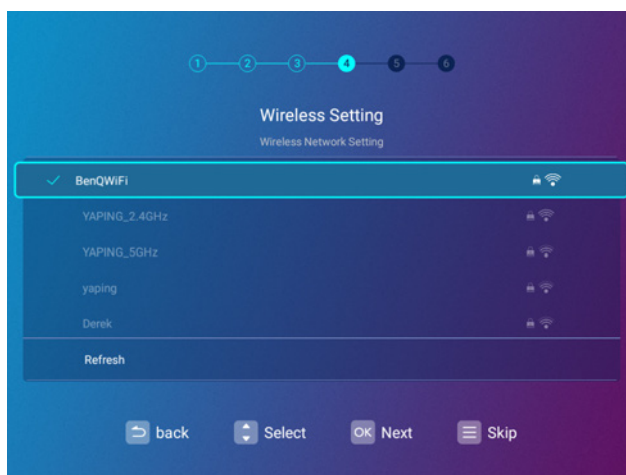 1 2 3 4 5 6
Wireless Setting
Wireless Network Setting
BenQWiFi
YAPING_2.4GHz
YAPING_5GHz
yaping
Derek
Refresh
back Select OK Next Skip